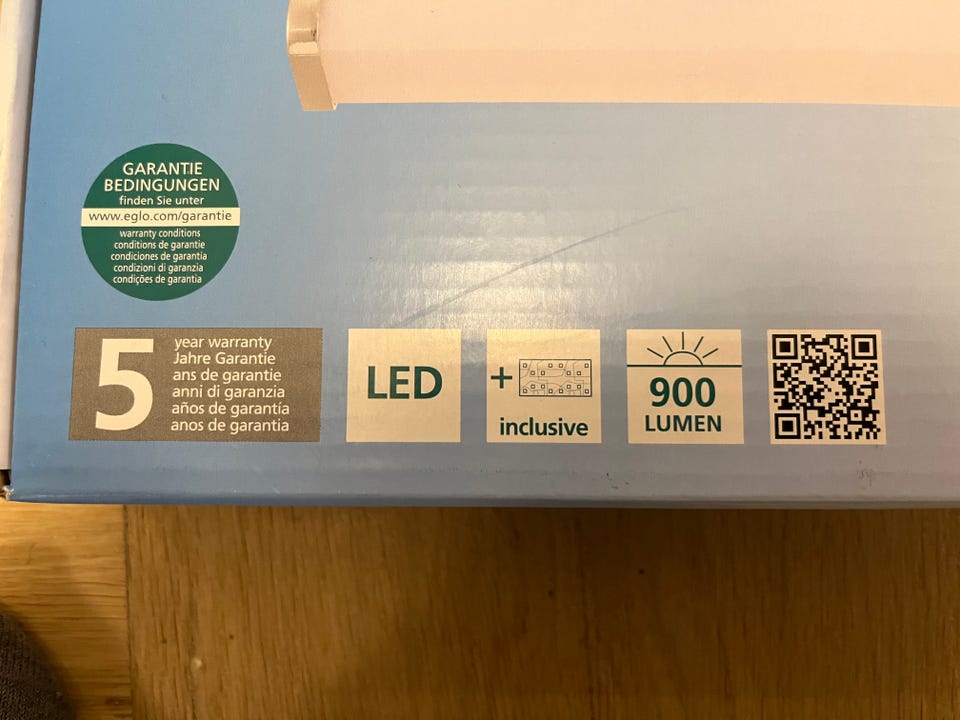 GARANTIE
BEDINGUNGEN
finden Sie unter
www.eglo.com/garantie
warranty conditions
conditions de garantie
condiciones de garantía
condizioni di garanzia
condições de garantia
5
year warranty
Jahre Garantie
ans de garantie
anni di garanzia
años de garantía
anos de garantia
LED
+
inclusive
900
LUMEN